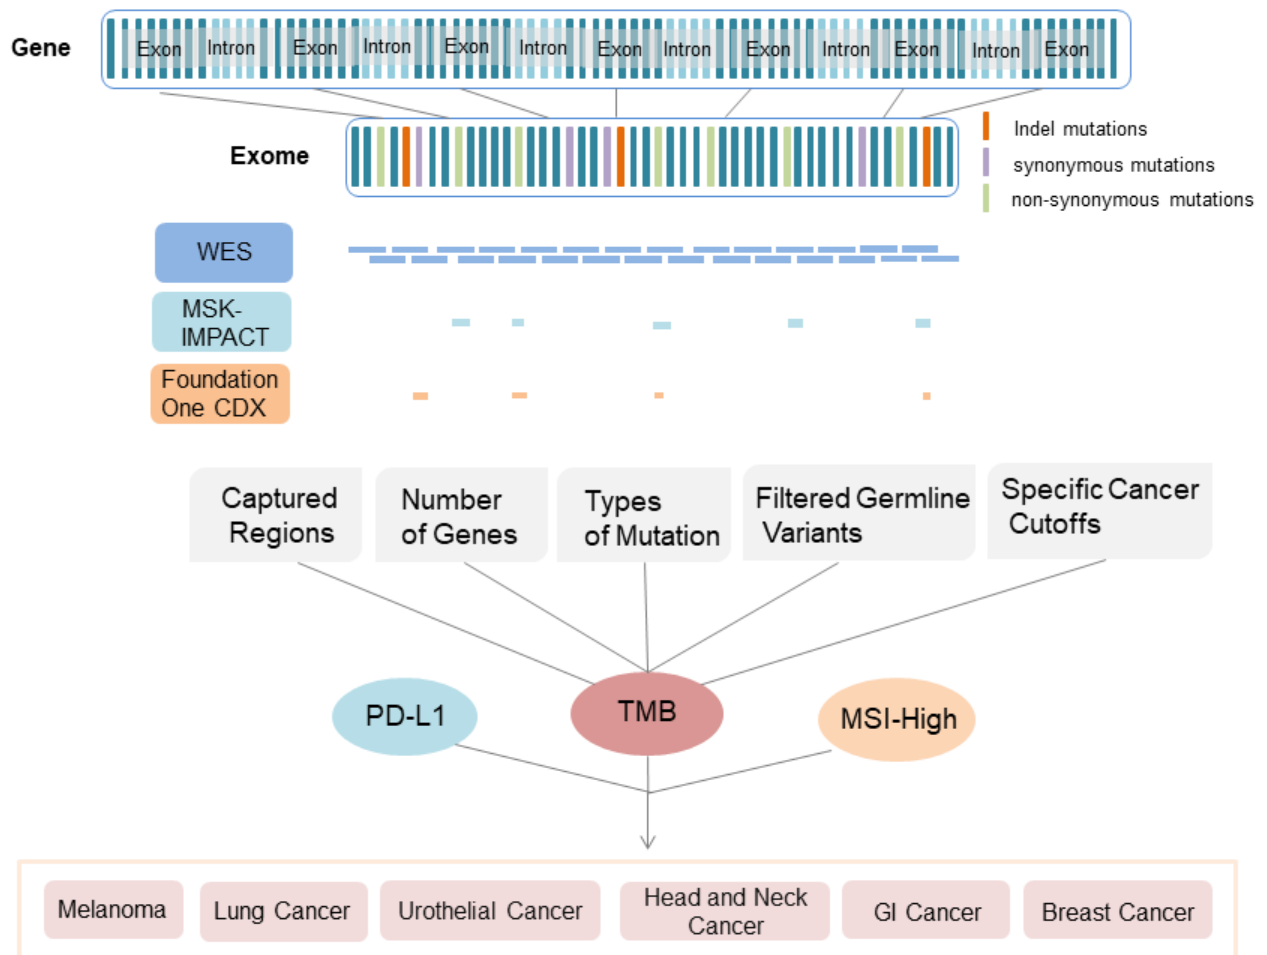 Gene
Exon Intron Exon Intron Exon Intron Exon Intron Exon Intron Exon Intron Exon
Exome
Indel mutations
synonymous mutations
non-synonymous mutations
WES
MSK-
IMPACT
Foundation
One CDX
Captured
Regions
Number
of Genes
Types
of Mutation
Filtered Germline
Variants
Specific Cancer
Cutoffs
PD-L1
TMB
MSI-High
Melanoma
Lung Cancer
Urothelial Cancer
Head and Neck
Cancer
GI Cancer
Breast Cancer